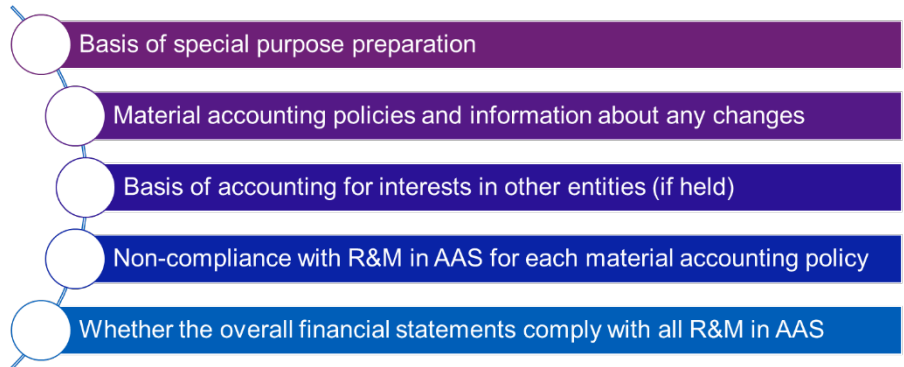 Basis of special purpose preparation
Material accounting policies and information about any changes
Basis of accounting for interests in other entities (if held)
Non-compliance with R&M in AAS for each material accounting policy
Whether the overall financial statements comply with all R&M in AAS